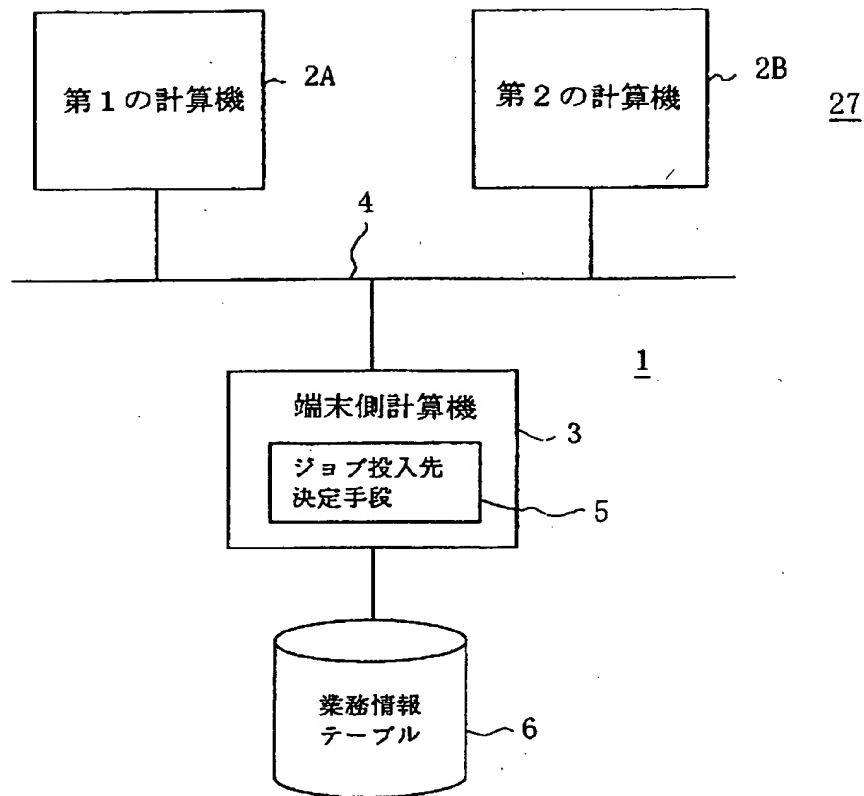 第1の計算機
2A
第2の計算機
2B
27
4
1
端末側計算機
3
ジョブ投入先
決定手段
5
業務情報
テーブル
6